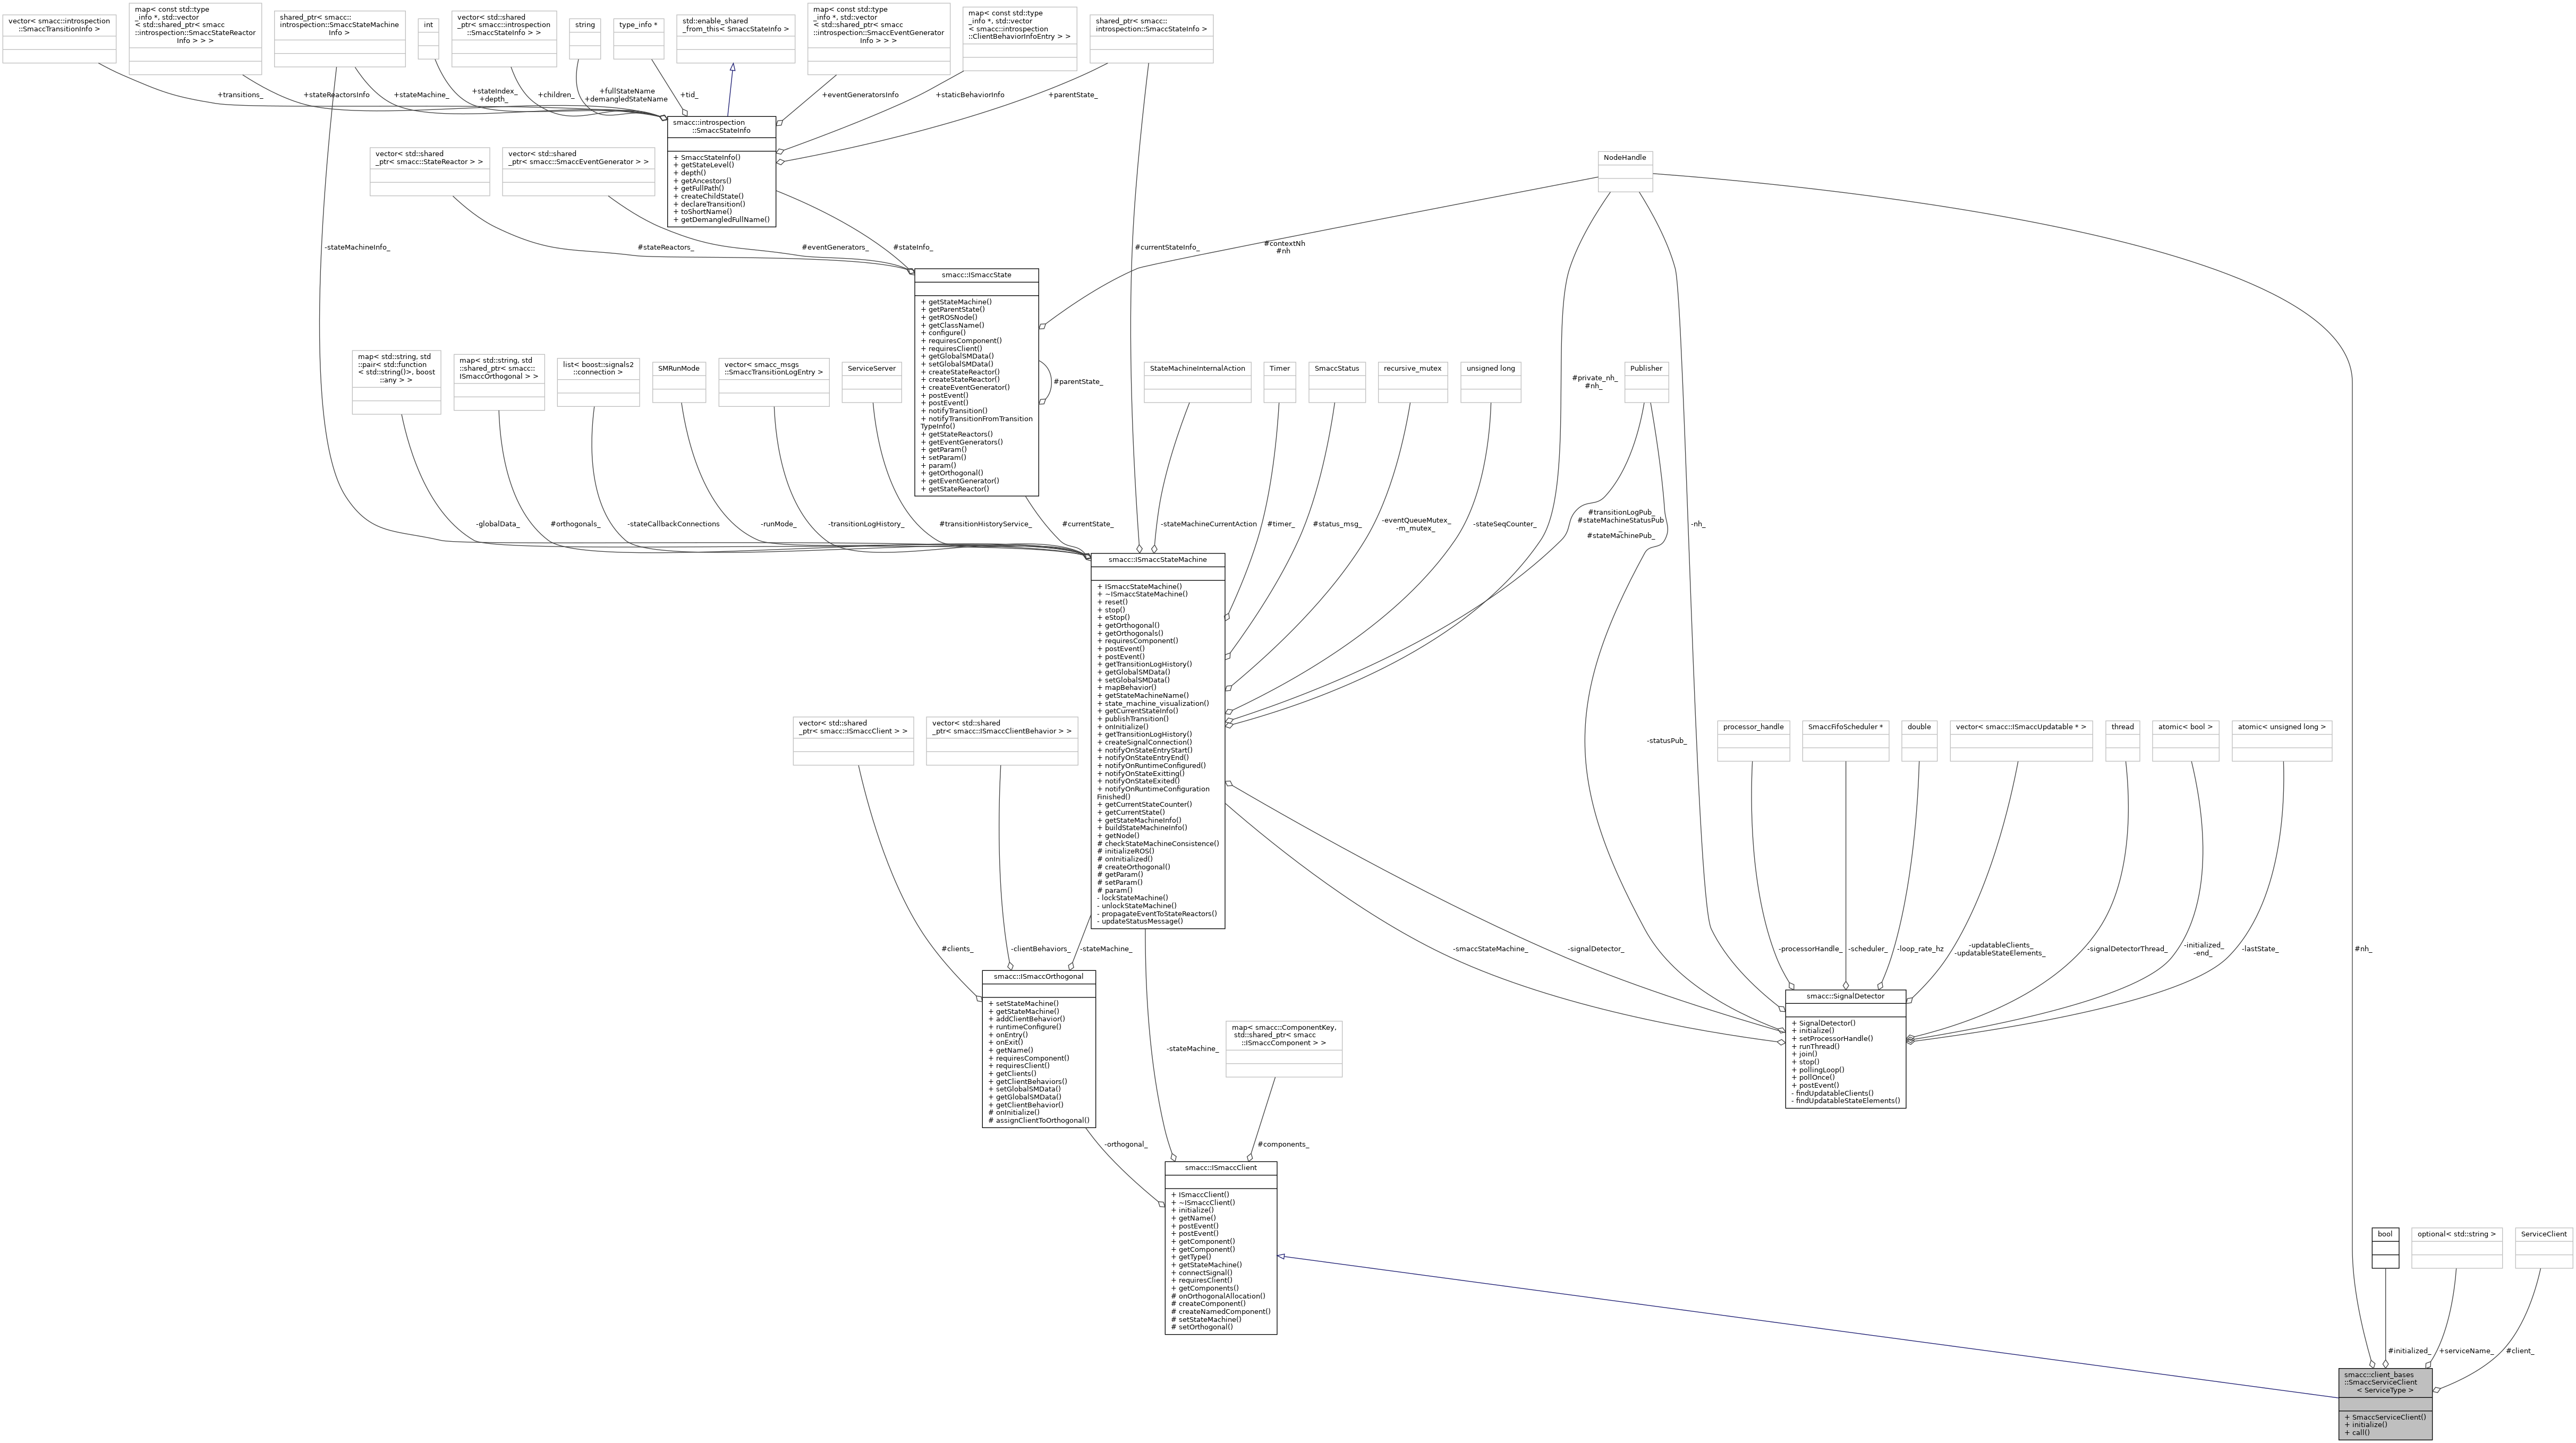 vector< smacc::introspection
::SmaccTransitionInfo >
map< const std::type
_info *, std::vector
< std::shared_ptr< smacc
::introspection::SmaccStateReactor
Info > > >
shared_ptr< smacc::
introspection::SmaccStateMachine
Info >
int
vector< std::shared
_ptr< smacc::introspection
::SmaccStateInfo > >
string
type_info *
std::enable_shared
_from_this< SmaccStateInfo >
map< const std::type
_info *, std::vector
< std::shared_ptr< smacc
::introspection::SmaccEventGenerator
Info > > >
map< const std::type
_info *, std::vector
< smacc::introspection
::ClientBehaviorInfoEntry > >
shared_ptr< smacc::
introspection::SmaccStateInfo >
+transitions_
+stateReactorsInfo
+stateMachine_
+stateIndex_
+depth_
+children_
+fullStateName
+demangledStateName
+tid_
+eventGeneratorsInfo
+staticBehaviorInfo
+parentState_
smacc::introspection
::SmaccStateInfo
+ SmaccStateInfo()
+ getStateLevel()
+ depth()
+ getAncestors()
+ getFullPath()
+ createChildState()
+ declareTransition()
+ toShortName()
+ getDemangledFullName()
vector< std::shared
_ptr< smacc::StateReactor > >
vector< std::shared
_ptr< smacc::SmaccEventGenerator > >
NodeHandle
-stateMachineInfo_
#stateReactors_
#eventGenerators_
#stateInfo_
#currentStateInfo_
#contextNh
#nh
smacc::ISmaccState
+ getStateMachine()
+ getParentState()
+ getROSNode()
+ getClassName()
+ configure()
+ requiresComponent()
+ requiresClient()
+ getGlobalSMData()
+ setGlobalSMData()
+ createStateReactor()
+ createStateReactor()
+ createEventGenerator()
+ postEvent()
+ postEvent()
+ notifyTransition()
+ notifyTransitionFromTransition
TypeInfo()
+ getStateReactors()
+ getEventGenerators()
+ getParam()
+ setParam()
+ param()
+ getOrthogonal()
+ getEventGenerator()
+ getStateReactor()
#parentState_
map< std::string, std
::pair< std::function
< std::string()>, boost
::any > >
map< std::string, std
::shared_ptr< smacc::
ISmaccOrthogonal > >
list< boost::signals2
::connection >
SMRunMode
vector< smacc_msgs
::SmaccTransitionLogEntry >
ServiceServer
StateMachineInternalAction
Timer
SmaccStatus
recursive_mutex
unsigned long
#private_nh_
#nh_
Publisher
-globalData_
#orthogonals_
-stateCallbackConnections
-runMode_
-transitionLogHistory_
#transitionHistoryService_
#currentState_
-stateMachineCurrentAction
#timer_
#status_msg_
-eventQueueMutex_
-m_mutex_
-stateSeqCounter_
#transitionLogPub_
#stateMachineStatusPub
_
#stateMachinePub_
-nh_
smacc::ISmaccStateMachine
+ ISmaccStateMachine()
+ ~ISmaccStateMachine()
+ reset()
+ stop()
+ eStop()
+ getOrthogonal()
+ getOrthogonals()
+ requiresComponent()
+ postEvent()
+ postEvent()
+ getTransitionLogHistory()
+ getGlobalSMData()
+ setGlobalSMData()
+ mapBehavior()
+ getStateMachineName()
+ state_machine_visualization()
+ getCurrentStateInfo()
+ publishTransition()
+ onInitialize()
+ getTransitionLogHistory()
+ createSignalConnection()
+ notifyOnStateEntryStart()
+ notifyOnStateEntryEnd()
+ notifyOnRuntimeConfigured()
+ notifyOnStateExitting()
+ notifyOnStateExited()
+ notifyOnRuntimeConfiguration
Finished()
+ getCurrentStateCounter()
+ getCurrentState()
+ getStateMachineInfo()
+ buildStateMachineInfo()
+ getNode()
# checkStateMachineConsistence()
# initializeROS()
# onInitialized()
# createOrthogonal()
# getParam()
# setParam()
# param()
- lockStateMachine()
- unlockStateMachine()
- propagateEventToStateReactors()
- updateStatusMessage()
vector< std::shared
_ptr< smacc::ISmaccClient > >
vector< std::shared
_ptr< smacc::ISmaccClientBehavior > >
-statusPub_
processor_handle
SmaccFifoScheduler *
double
vector< smacc::ISmaccUpdatable * >
thread
atomic< bool >
atomic< unsigned long >
#clients_
-clientBehaviors_
-stateMachine_
-smaccStateMachine_
-signalDetector_
-processorHandle_
-scheduler_
-loop_rate_hz
-updatableClients_
-updatableStateElements_
-signalDetectorThread_
-initialized_
-end_
-lastState_
#nh_
smacc::ISmaccOrthogonal
+ setStateMachine()
+ getStateMachine()
+ addClientBehavior()
+ runtimeConfigure()
+ onEntry()
+ onExit()
+ getName()
+ requiresComponent()
+ requiresClient()
+ getClients()
+ getClientBehaviors()
+ setGlobalSMData()
+ getGlobalSMData()
+ getClientBehavior()
# onInitialize()
# assignClientToOrthogonal()
smacc::SignalDetector
+ SignalDetector()
+ initialize()
+ setProcessorHandle()
+ runThread()
+ join()
+ stop()
+ pollingLoop()
+ pollOnce()
+ postEvent()
- findUpdatableClients()
- findUpdatableStateElements()
-stateMachine_
map< smacc::ComponentKey,
std::shared_ptr< smacc
::ISmaccComponent > >
-orthogonal_
#components_
smacc::ISmaccClient
+ ISmaccClient()
+ ~ISmaccClient()
+ initialize()
+ getName()
+ postEvent()
+ postEvent()
+ getComponent()
+ getComponent()
+ getType()
+ getStateMachine()
+ connectSignal()
+ requiresClient()
+ getComponents()
# onOrthogonalAllocation()
# createComponent()
# createNamedComponent()
# setStateMachine()
# setOrthogonal()
bool
optional< std::string >
ServiceClient
#initialized_
+serviceName_
#client_
smacc::client_bases
::SmaccServiceClient
< ServiceType >
+ SmaccServiceClient()
+ initialize()
+ call()